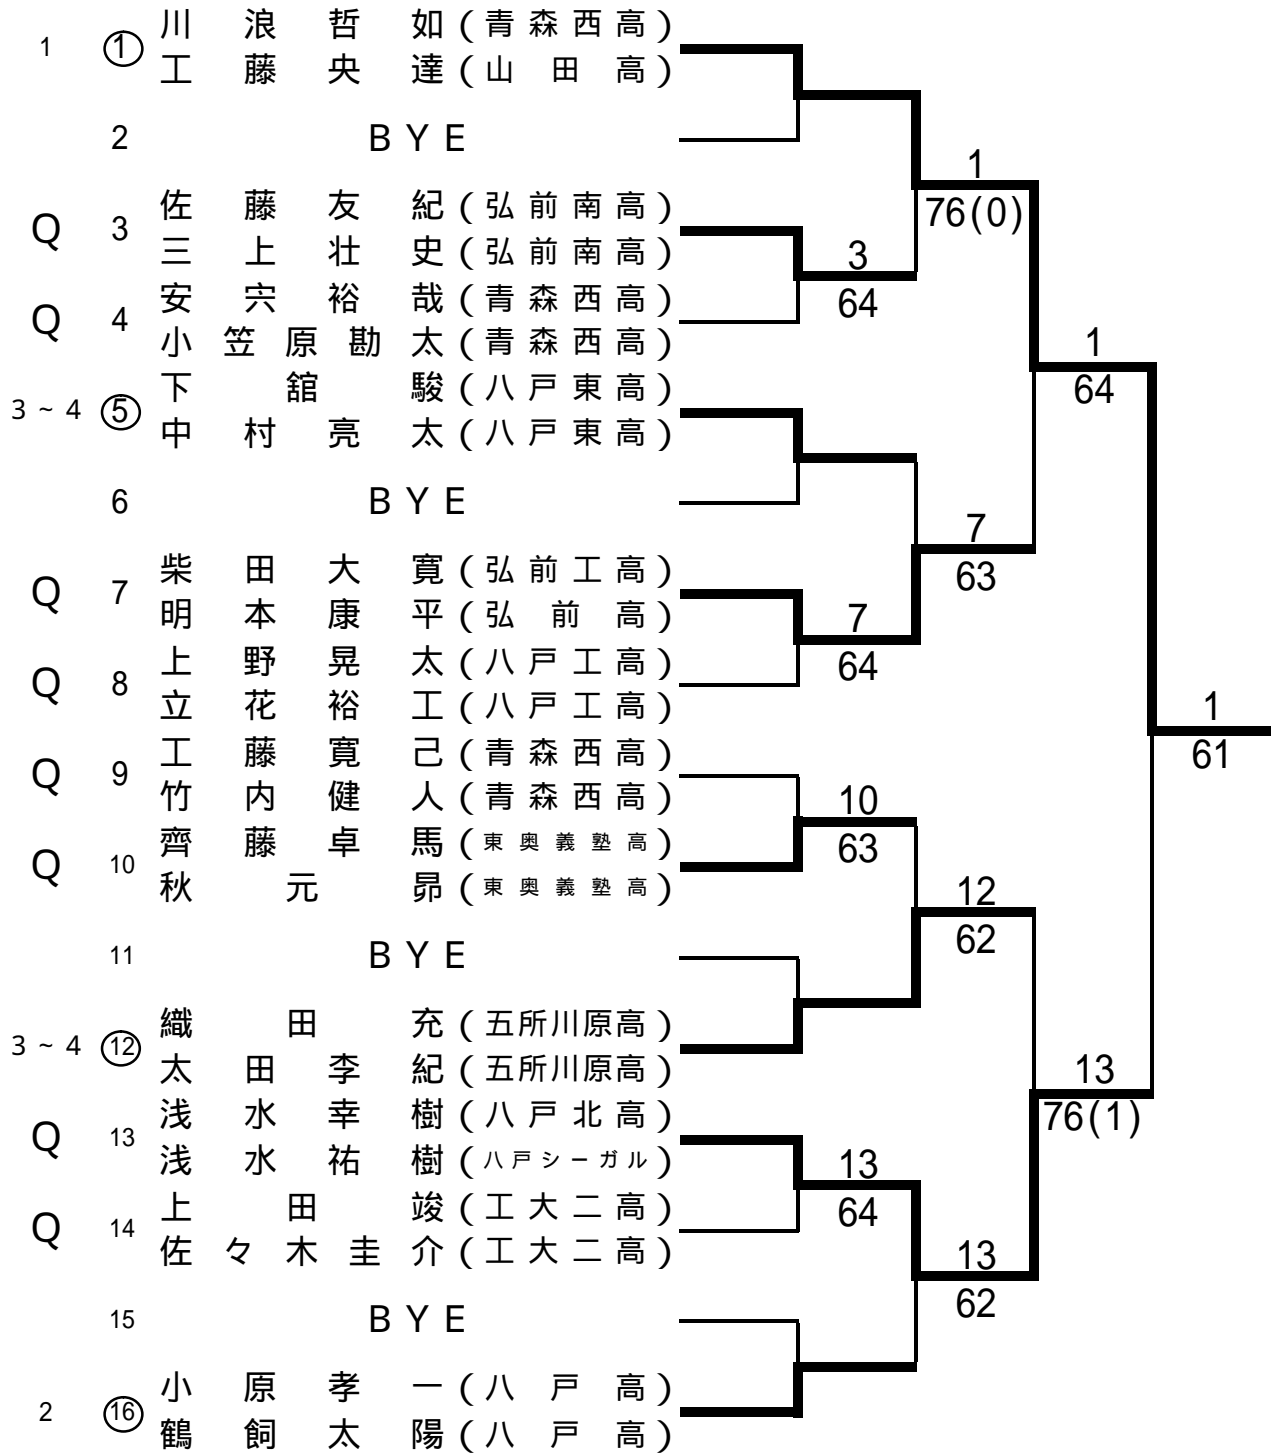 1 ① 川浪哲如(青森西高)
工藤央達(山田高)
2 BYE
1
76(0)
Q 3 佐藤友紀(弘前南高)
三上壮史(弘前南高)
3
64
Q 4 安宍裕哉(青森西高)
小笠原勘太(青森西高)
1
64
3~4 ⑤ 下舘駿(八戸東高)
中村亮太(八戸東高)
6 BYE
7
63
Q 7 柴田大寛(弘前工高)
明本康平(弘前高)
7
64
Q 8 上野晃太(八戸工高)
立花裕工(八戸工高)
1
61
Q 9 工藤寛己(青森西高)
竹内健人(青森西高)
10
63
Q 10 齊藤卓馬(東奥義塾高)
秋元昴(東奥義塾高)
12
62
11 BYE
3~4 ⑫ 織田充(五所川原高)
太田李紀(五所川原高)
13
76(1)
Q 13 浅水幸樹(八戸北高)
浅水祐樹(八戸シーガル)
13
64
Q 14 上田竣(工大二高)
佐々木圭介(工大二高)
13
62
15 BYE
2 ⑯ 小原孝一(八戸高)
鶴飼太陽(八戸高)